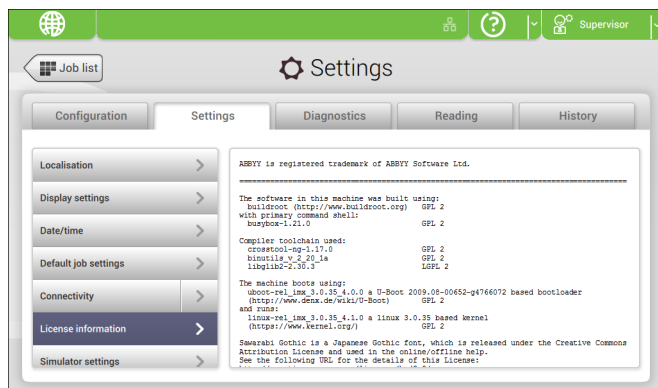 ?
Supervisor
Job list
Settings
Configuration
Settings
Diagnostics
Reading
History
Localisation
Display settings
Date/time
Default job settings
Connectivity
License information
Simulator settings
ABBYY is registered trademark of ABBYY Software Ltd.
The software in this machine was built using:
buildroot (http://www.buildroot.org) GPL 2
with primary command shell:
busybox-1.21.0 GPL 2
Compiler toolchain used:
crosstool-ng-1.17.0 GPL 2
binutils_v_2_20_1a GPL 2
libglib2-2.30.3 LGPL 2
The machine boots using:
uboot-rel_imx_3.0.35_4.0.0 a U-Boot 2009.08-00652-g4766072 based bootloader
(http://www.denx.de/wiki/U-Boot) GPL 2
and runs:
linux-rel_imx_3.0.35_4.1.0 a linux 3.0.35 based kernel
(https://www.kernel.org/) GPL 2
Sawarabi Gothic is a Japanese Gothic font, which is released under the Creative Commons
Attribution License and used in the online/offline help.
See the following URL for the details of this License: